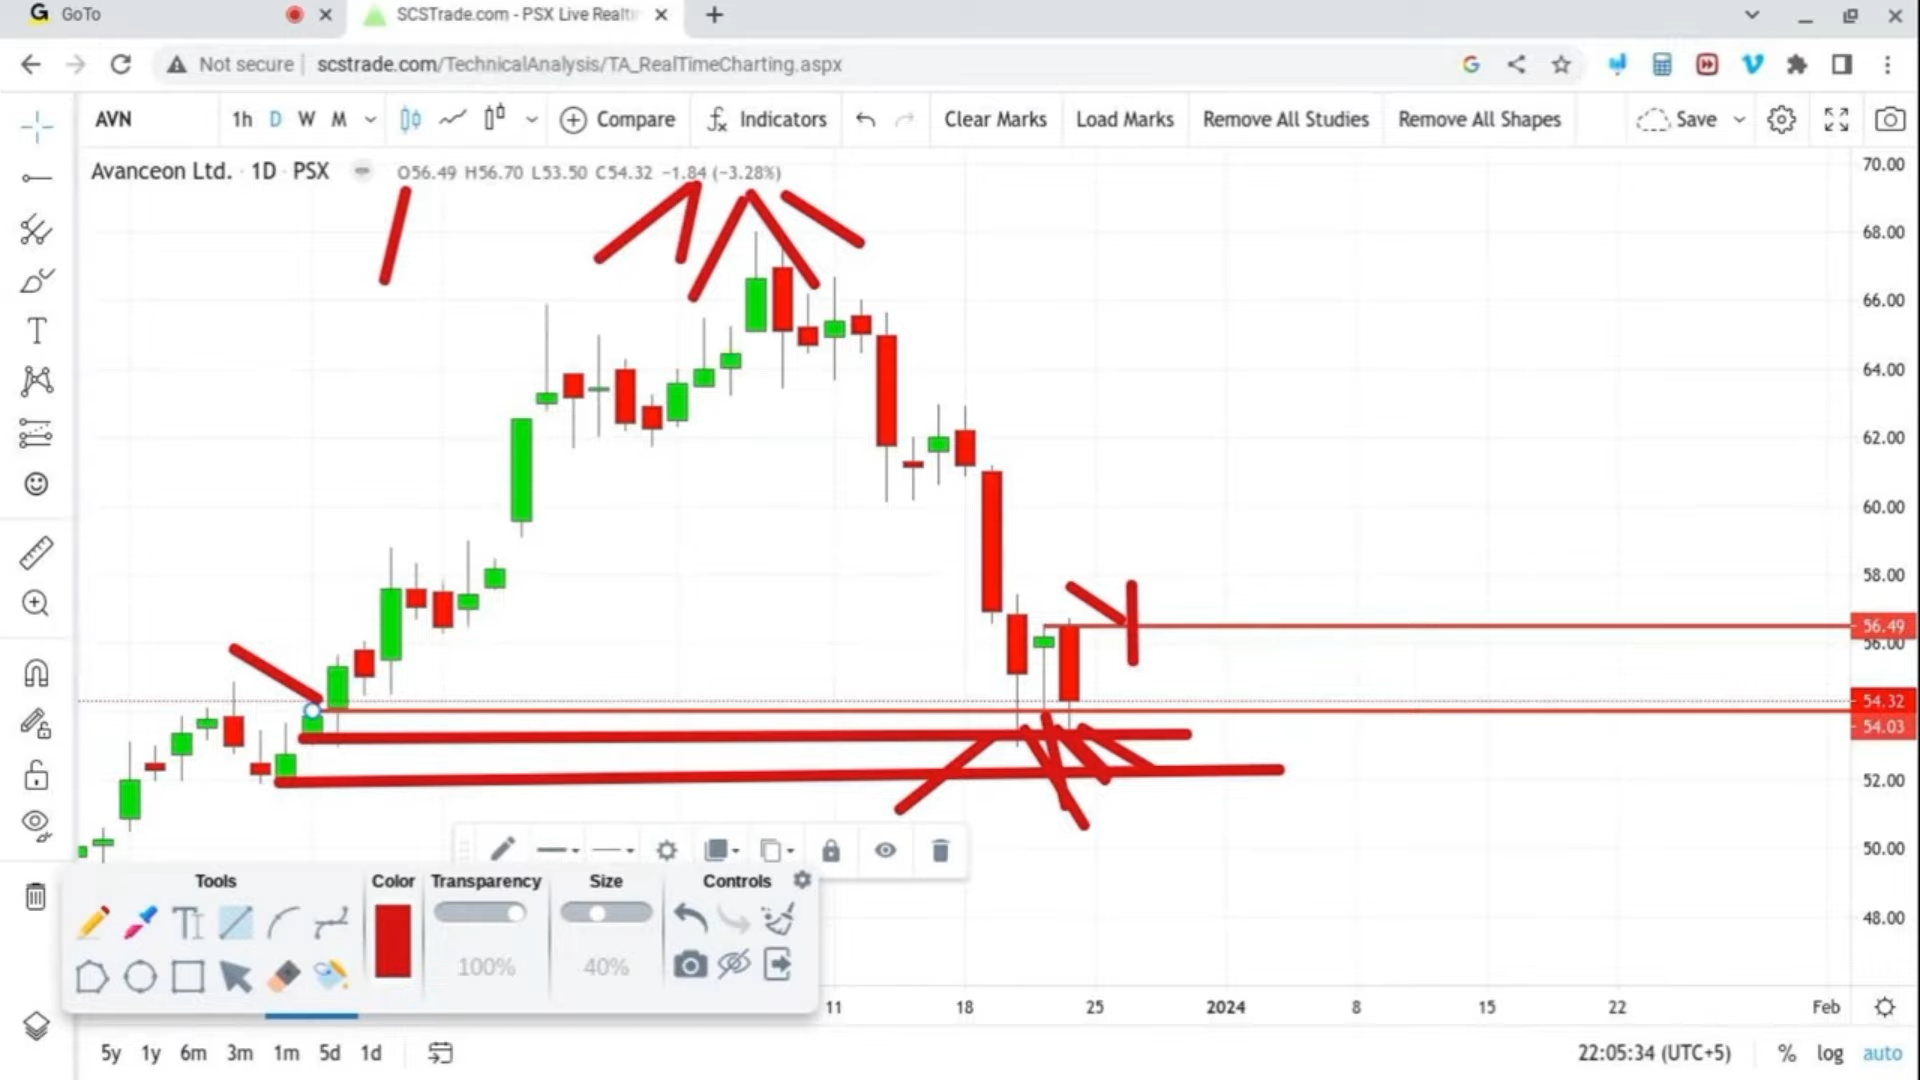 GoTo
SCSTrade.com - PSX Live Realti
Not secure
scstrade.com/TechnicalAnalysis/TA_RealTimeCharting.aspx
AVN 1h D W M Compare Indicators Clear Marks Load Marks Remove All Studies Remove All Shapes Save
Avanceon Ltd. · 1D · PSX O56.49 H56.70 L53.50 C54.32 −1.84 (−3.28%)
70.00
68.00
66.00
64.00
62.00
60.00
58.00
56.49
56.00
54.32
54.03
52.00
50.00
48.00
Tools Color Transparency Size Controls
100% 40%
11 18 25 2024 8 15 22 Feb
5y 1y 6m 3m 1m 5d 1d 22:05:34 (UTC+5) % log auto